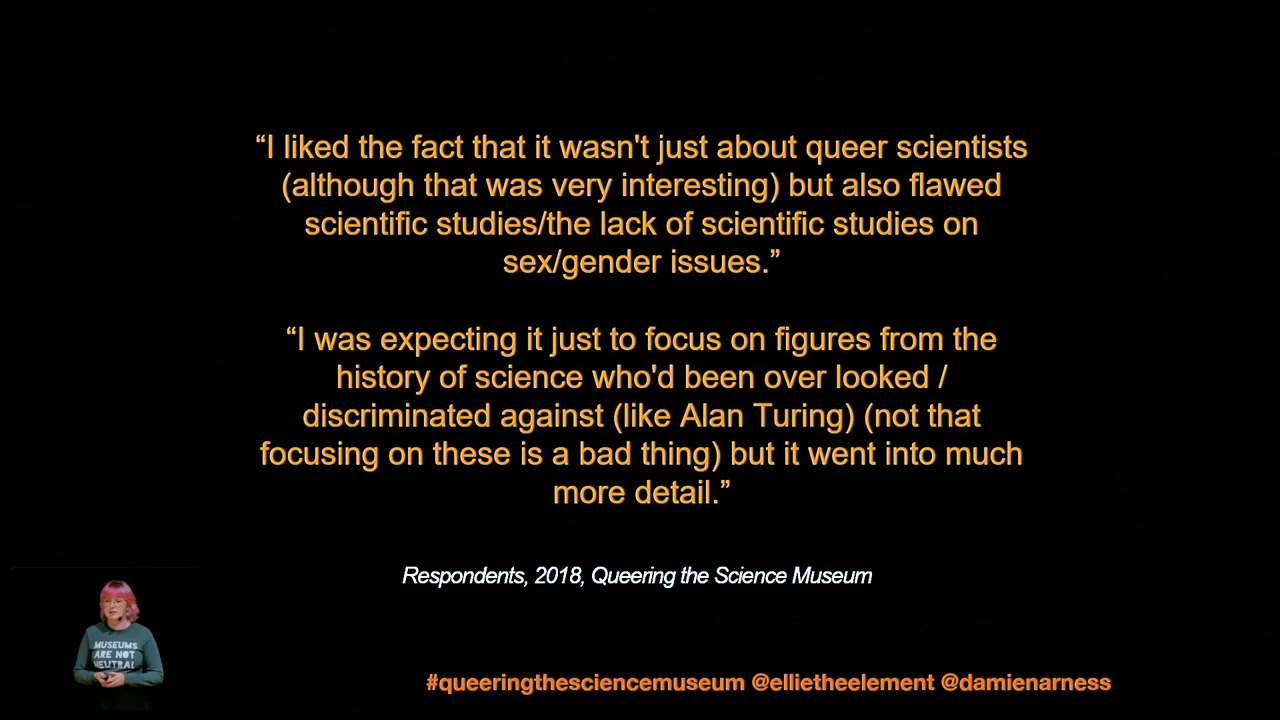 “I liked the fact that it wasn't just about queer scientists
(although that was very interesting) but also flawed
scientific studies/the lack of scientific studies on
sex/gender issues.”
“I was expecting it just to focus on figures from the
history of science who'd been over looked /
discriminated against (like Alan Turing) (not that
focusing on these is a bad thing) but it went into much
more detail.”
Respondents, 2018, Queering the Science Museum
MUSEUMS
ARE NOT
NEUTRAL
#queeringthesciencemuseum @ellietheelement @damienarness